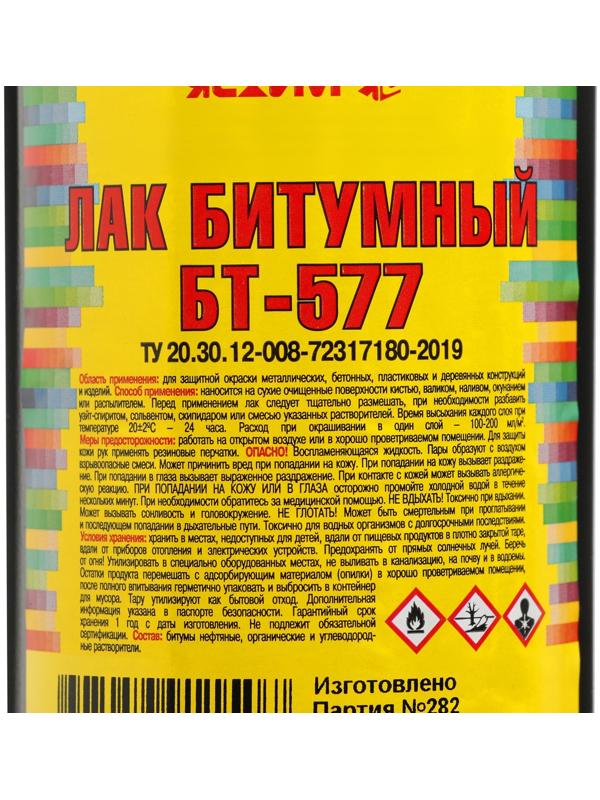 ЛАК БИТУМНЫЙ
БТ-577
ТУ 20.30.12-008-72317180-2019
Область применения: для защитной окраски металлических, бетонных, пластиковых и деревянных конструкций
и изделий. Способ применения: наносится на сухие очищенные поверхности кистью, валиком, наливом, окунанием
или распылителем. Перед применением лак следует тщательно размешать, при необходимости разбавить
уайт-спиритом, сольвентом, скипидаром или смесью указанных растворителей. Время высыхания каждого слоя при
температуре 20±2ºС – 24 часа. Расход при окрашивании в один слой – 100-200 мл/м².
Меры предосторожности: работать на открытом воздухе или в хорошо проветриваемом помещении. Для защиты
кожи рук применять резиновые перчатки. ОПАСНО! Воспламеняющаяся жидкость. Пары образуют с воздухом
взрывоопасные смеси. Может причинить вред при попадании на кожу. При попадании на кожу вызывает раздраже-
ние. При попадании в глаза вызывает выраженное раздражение. При контакте с кожей может вызывать аллергиче-
скую реакцию. ПРИ ПОПАДАНИИ НА КОЖУ ИЛИ В ГЛАЗА осторожно промойте холодной водой в течение
нескольких минут. При необходимости обратитесь за медицинской помощью. НЕ ВДЫХАТЬ! Токсично при вдыхании.
Может вызывать сонливость и головокружение. НЕ ГЛОТАТЬ! Может быть смертельным при проглатывании
и последующем попадании в дыхательные пути. Токсично для водных организмов с долгосрочными последствиями.
Условия хранения: хранить в местах, недоступных для детей, вдали от пищевых продуктов в плотно закрытой таре,
вдали от приборов отопления и электрических устройств. Предохранять от прямых солнечных лучей. Беречь
от огня! Утилизировать в специально оборудованных местах, не выливать в канализацию, на почву и в водоемы.
Остатки продукта перемешать с адсорбирующим материалом (опилки) в хорошо проветриваемом помещении,
после полного впитывания герметично упаковать и выбросить в контейнер
для мусора. Тару утилизируют как бытовой отход. Дополнительная
информация указана в паспорте безопасности. Гарантийный срок
хранения 1 год с даты изготовления. Не подлежит обязательной
сертификации. Состав: битумы нефтяные, органические и углеводород-
ные растворители.
Изготовлено
Партия №282